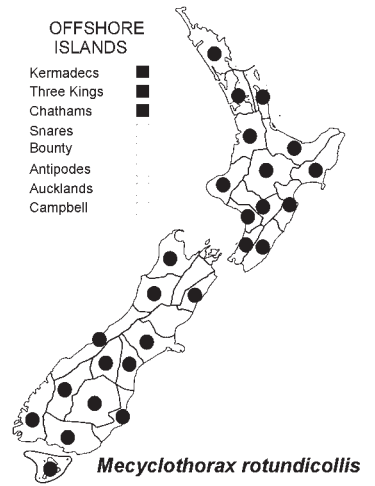 OFFSHORE
ISLANDS
Kermadecs
Three Kings
Chathams
Snares
Bounty
Antipodes
Aucklands
Campbell
Mecyclothorax rotundicollis